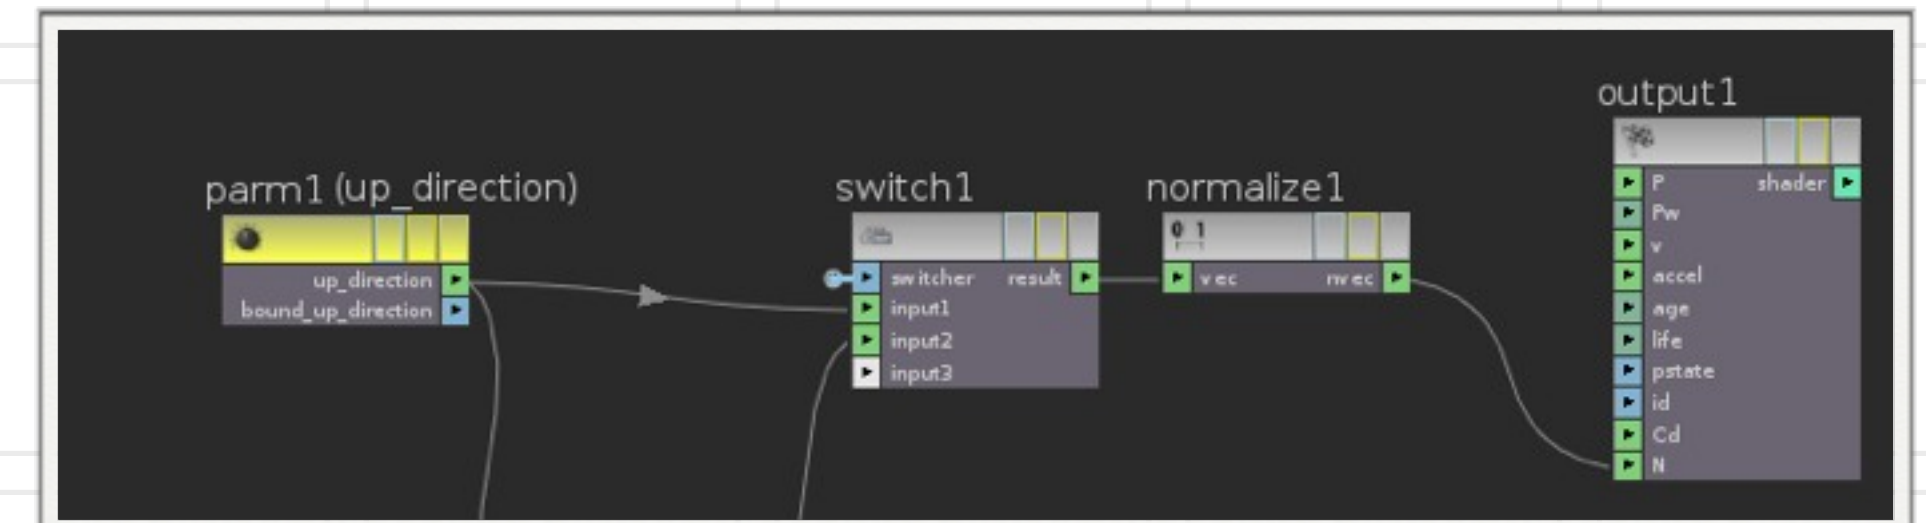 output1
parm1 (up_direction)
switch1
normalize1
0 1
P
shader
Pw
v
accel
age
life
pstate
id
Cd
N
up_direction
bound_up_direction
switcher
result
input1
input2
input3
vec
nvec